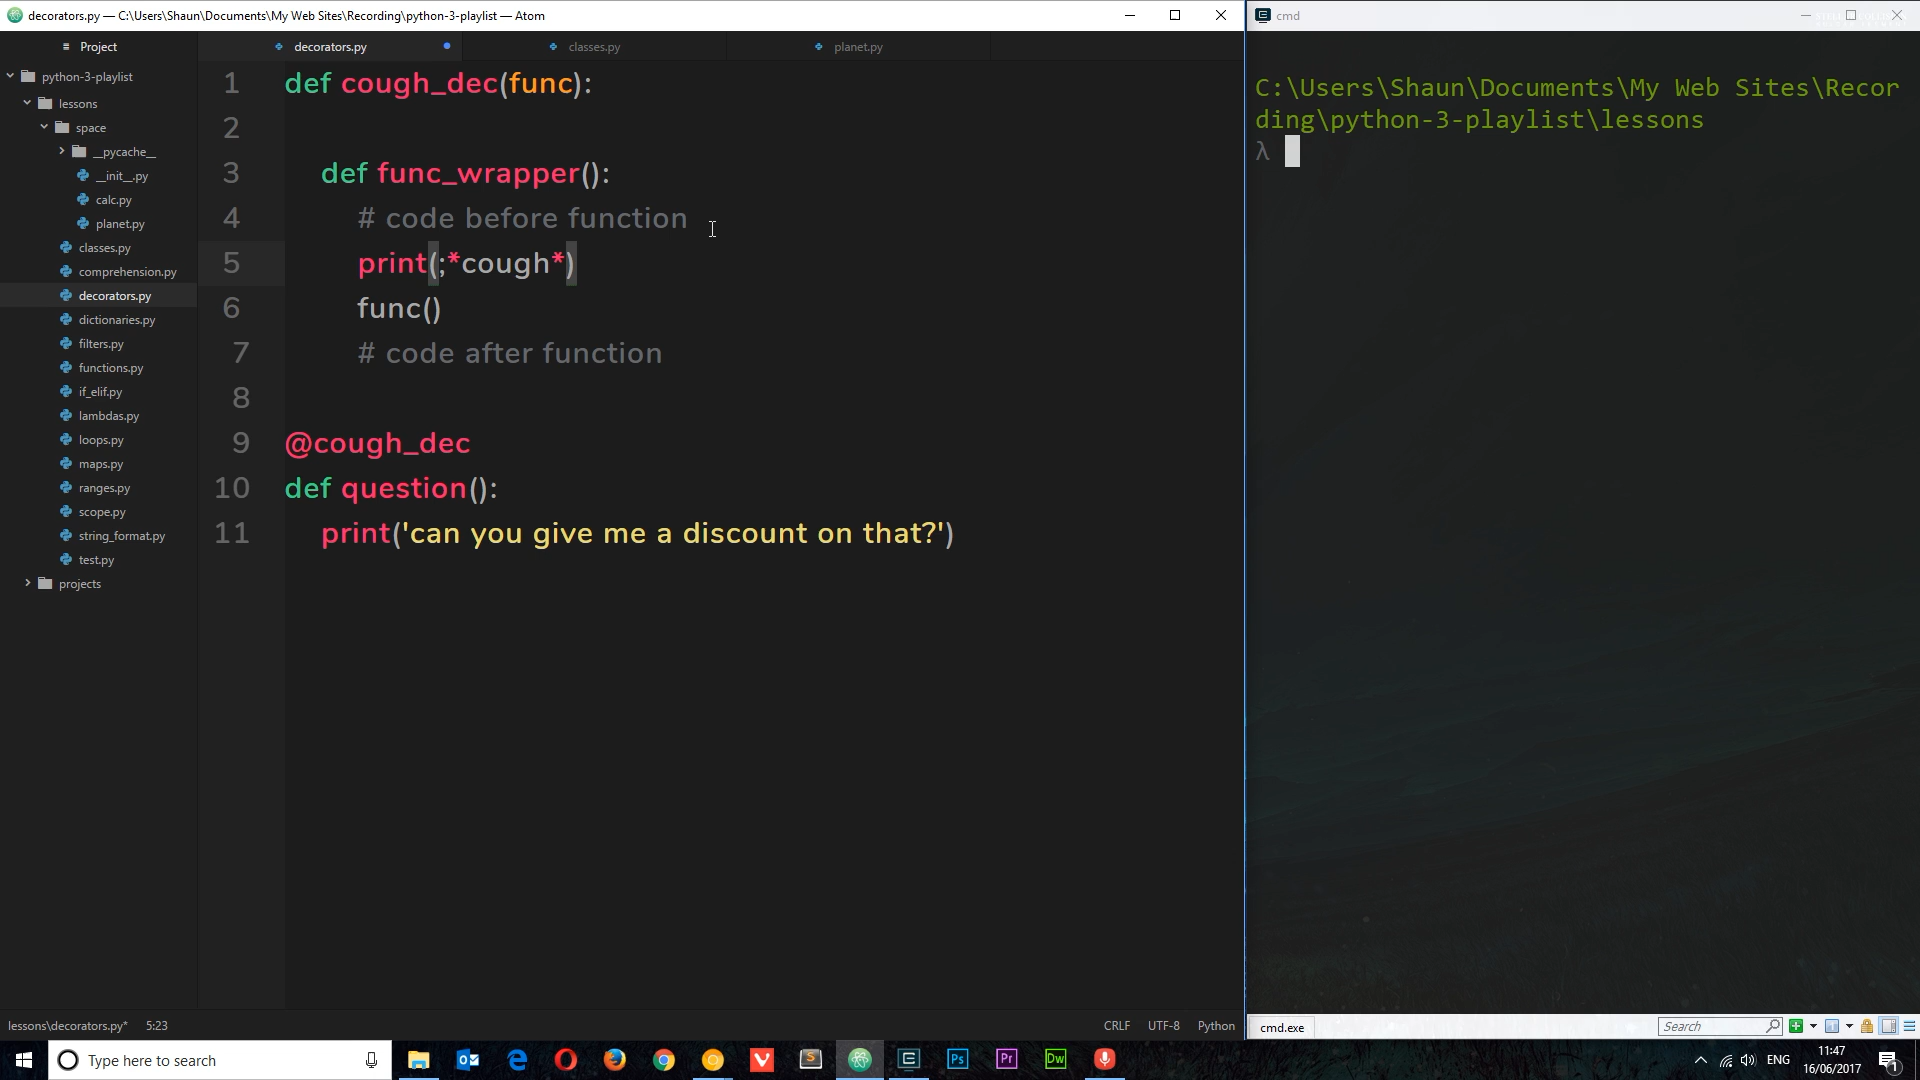 decorators.py — C:\Users\Shaun\Documents\My Web Sites\Recording\python-3-playlist — Atom
Project
python-3-playlist
lessons
space
__pycache__
__init__.py
calc.py
planet.py
classes.py
comprehension.py
decorators.py
dictionaries.py
filters.py
functions.py
if_elif.py
lambdas.py
loops.py
maps.py
ranges.py
scope.py
string_format.py
test.py
projects
decorators.py
classes.py
planet.py
1 def cough_dec(func):
2
3 def func_wrapper():
4 # code before function
5 print(;*cough*)
6 func()
7 # code after function
8
9 @cough_dec
10 def question():
11 print('can you give me a discount on that?')
lessons\decorators.py* 5:23
CRLF UTF-8 Python
cmd
C:\Users\Shaun\Documents\My Web Sites\Recor
ding\python-3-playlist\lessons
λ
cmd.exe
Search
Type here to search
Ps
Pr
Dw
ENG
11:47
16/06/2017
1